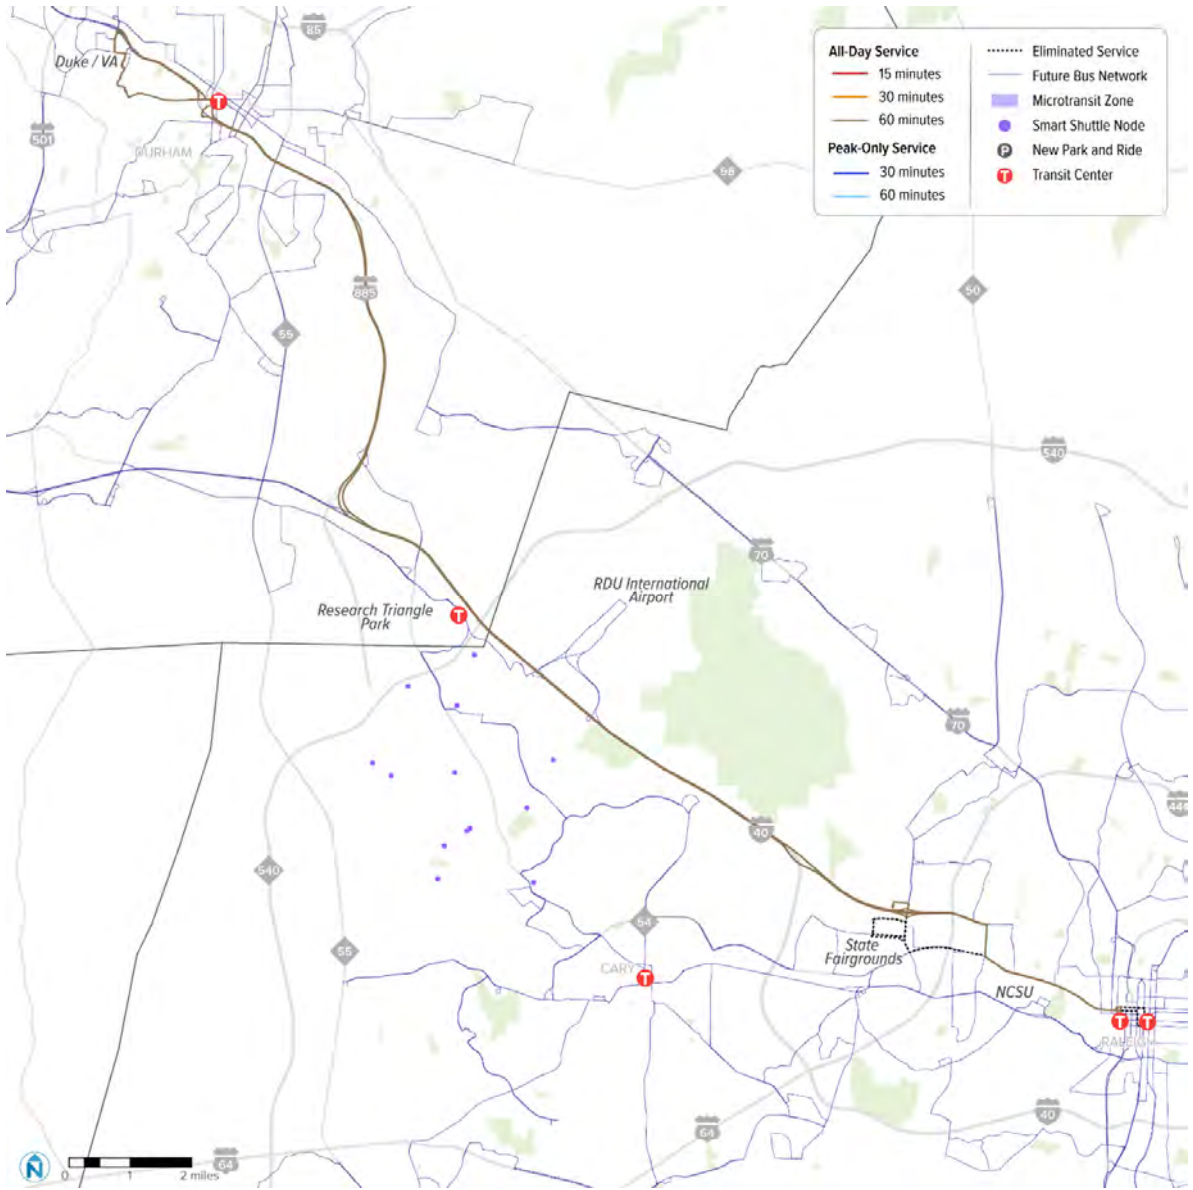 All-Day Service
15 minutes
30 minutes
60 minutes
Peak-Only Service
30 minutes
60 minutes
Eliminated Service
Future Bus Network
Microtransit Zone
Smart Shuttle Node
P New Park and Ride
T Transit Center
85
Duke / VA
T
501
DURHAM
98
885
50
55
540
70
RDU International
Airport
Research Triangle
Park
T
70
440
40
540
54
State
Fairgrounds
55
CARY
T
NCSU
T T
RALEIGH
40
64
64
N
0 1 2 miles